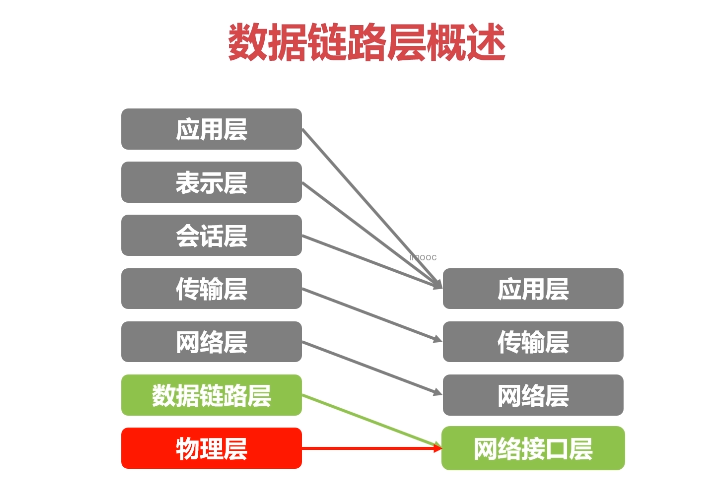 数据链路层概述
应用层
表示层
会话层
imooc
传输层
应用层
网络层
传输层
数据链路层
网络层
物理层
网络接口层